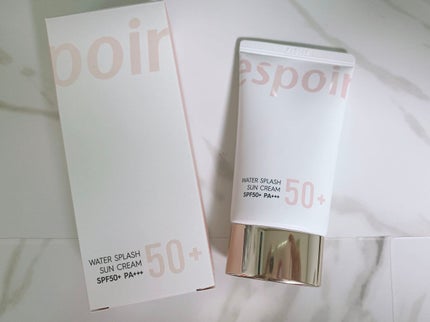 poir
WATER SPLASH
SUN CREAM
SPF50+ PA+++
50+
espoir
WATER SPLASH
SUN CREAM
SPF50+ PA+++
50+